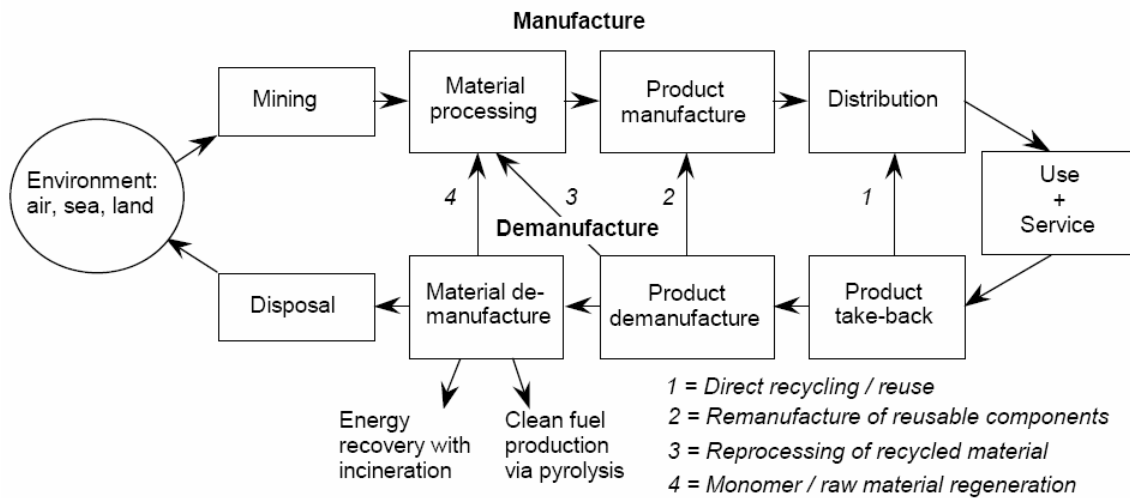 Manufacture
Mining
Material
processing
Product
manufacture
Distribution
Environment:
air, sea, land
Use
+
Service
4
3
2
1
Demanufacture
Disposal
Material de-
manufacture
Product
demanufacture
Product
take-back
Energy
recovery with
incineration
Clean fuel
production
via pyrolysis
1 = Direct recycling / reuse
2 = Remanufacture of reusable components
3 = Reprocessing of recycled material
4 = Monomer / raw material regeneration